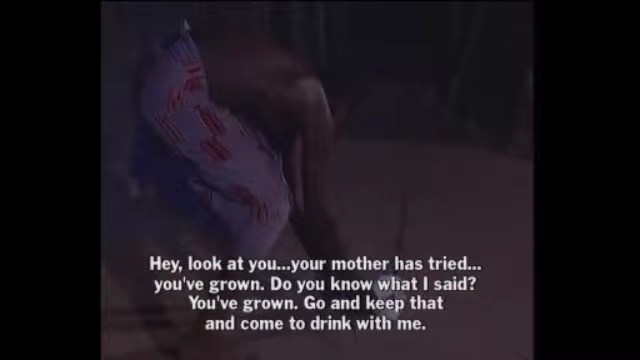 Hey, look at you...your mother has tried...
you've grown. Do you know what I said?
You've grown. Go and keep that
and come to drink with me.